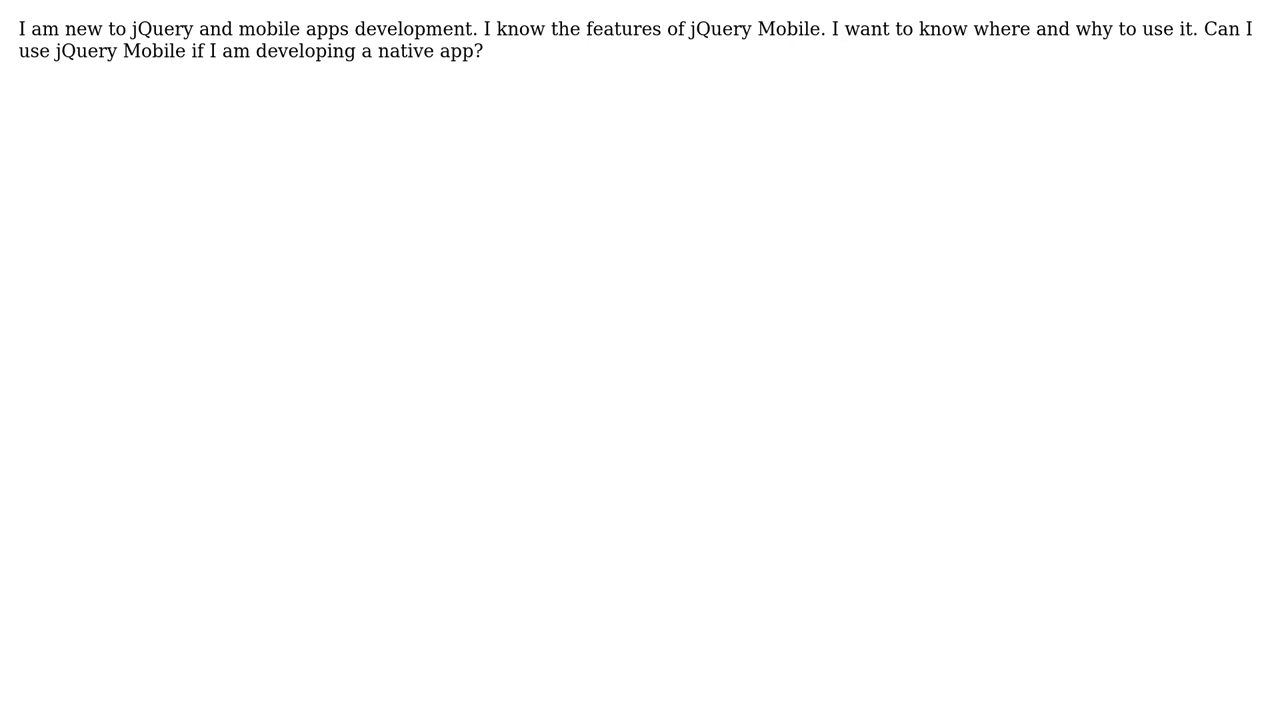 I am new to jQuery and mobile apps development. I know the features of jQuery Mobile. I want to know where and why to use it. Can I
use jQuery Mobile if I am developing a native app?